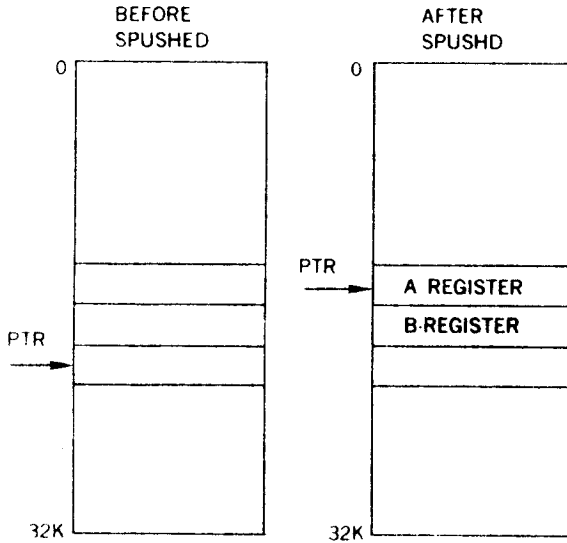 BEFORE
SPUSHED
0
PTR
32K
AFTER
SPUSHD
0
PTR
A REGISTER
B-REGISTER
32K